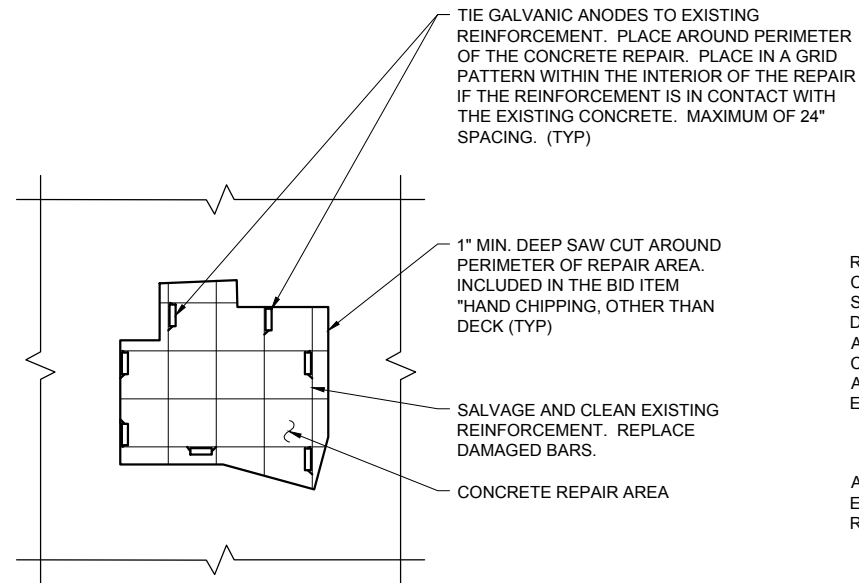 TIE GALVANIC ANODES TO EXISTING
REINFORCEMENT. PLACE AROUND PERIMETER
OF THE CONCRETE REPAIR. PLACE IN A GRID
PATTERN WITHIN THE INTERIOR OF THE REPAIR
IF THE REINFORCEMENT IS IN CONTACT WITH
THE EXISTING CONCRETE. MAXIMUM OF 24"
SPACING. (TYP)
1" MIN. DEEP SAW CUT AROUND
PERIMETER OF REPAIR AREA.
INCLUDED IN THE BID ITEM
"HAND CHIPPING, OTHER THAN
DECK (TYP)
SALVAGE AND CLEAN EXISTING
REINFORCEMENT. REPLACE
DAMAGED BARS.
CONCRETE REPAIR AREA